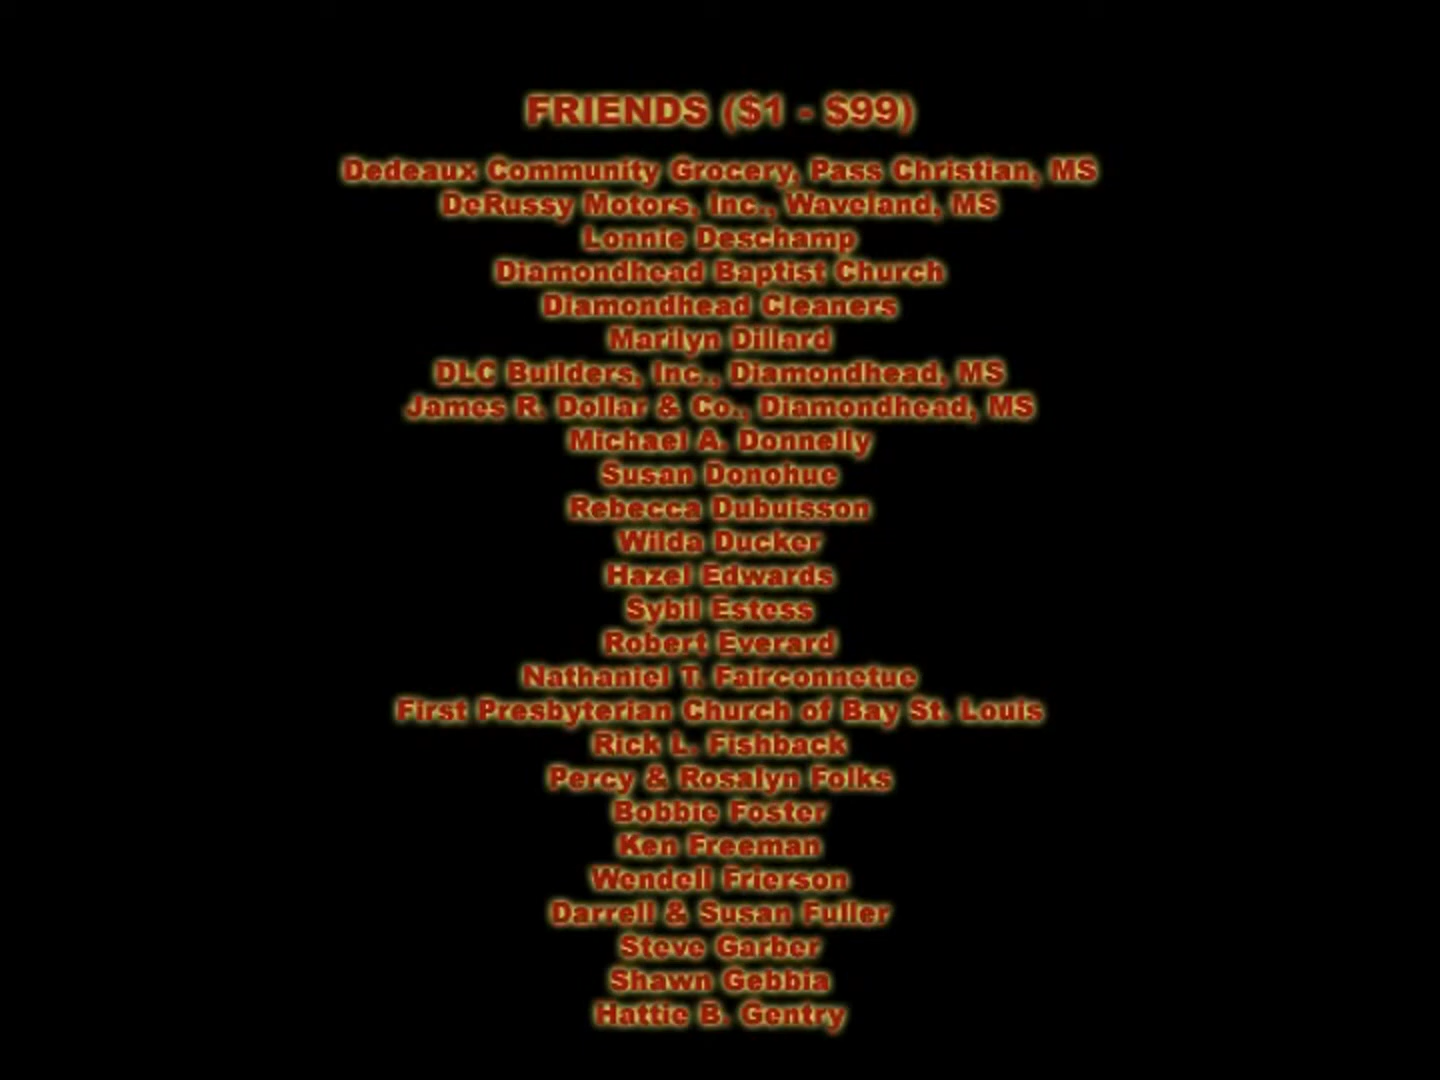 FRIENDS ($1 - $99)
Dedeaux Community Grocery, Pass Christian, MS
DeRussy Motors, Inc., Waveland, MS
Lonnie Deschamp
Diamondhead Baptist Church
Diamondhead Cleaners
Marilyn Dillard
DLC Builders, Inc., Diamondhead, MS
James R. Dollar & Co., Diamondhead, MS
Michael A. Donnelly
Susan Donohue
Rebecca Dubuisson
Wilda Ducker
Hazel Edwards
Sybil Estess
Robert Everard
Nathaniel T. Fairconnetue
First Presbyterian Church of Bay St. Louis
Rick L. Fishback
Percy & Rosalyn Folks
Bobbie Foster
Ken Freeman
Wendell Frierson
Darrell & Susan Fuller
Steve Garber
Shawn Gebbia
Hattie B. Gentry